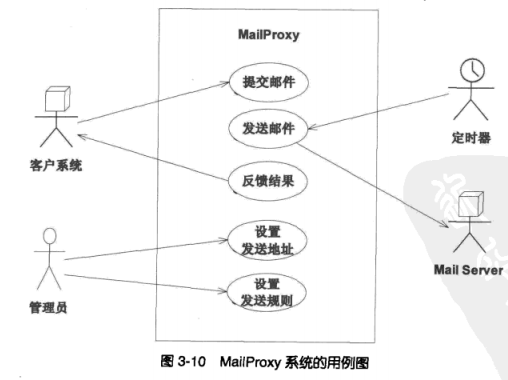 MailProxy
提交邮件
发送邮件
定时器
客户系统
反馈结果
设置
发送地址
Mail Server
管理员
设置
发送规则
图 3-10 MailProxy 系统的用例图